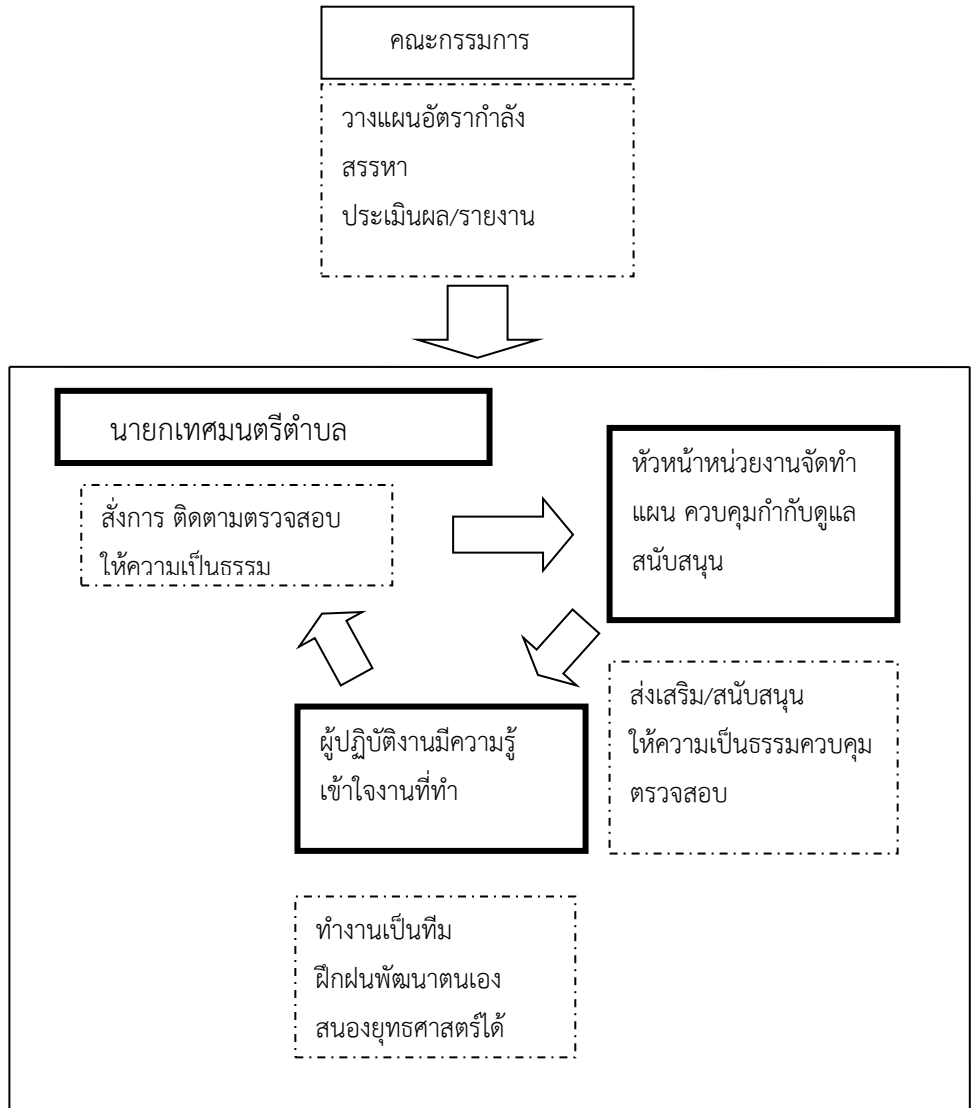 คณะกรรมการ
วางแผนอัตรากำลัง
สรรหา
ประเมินผล/รายงาน
นายกเทศมนตรีตำบล
สั่งการ ติดตามตรวจสอบ
ให้ความเป็นธรรม
หัวหน้าหน่วยงานจัดทำ
แผน ควบคุมกำกับดูแล
สนับสนุน
ส่งเสริม/สนับสนุน
ให้ความเป็นธรรมควบคุม
ตรวจสอบ
ผู้ปฏิบัติงานมีความรู้
เข้าใจงานที่ทำ
ทำงานเป็นทีม
ฝึกฝนพัฒนาตนเอง
สนองยุทธศาสตร์ได้